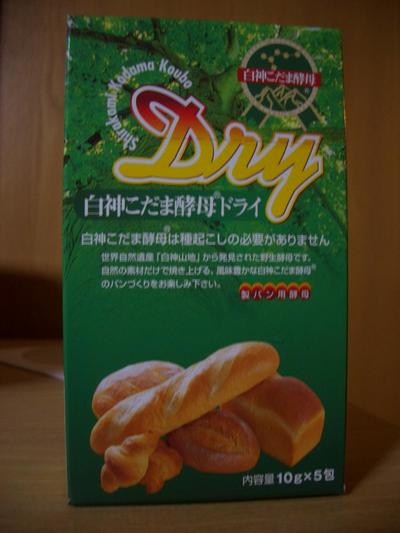 Shirakami Kodama Koubo
白神こだま酵母®
Dry
白神こだま酵母®ドライ
白神こだま酵母®は種起こしの必要がありません
世界自然遺産「白神山地」から発見された野生酵母です。
自然の素材だけで焼き上げる。風味豊かな白神こだま酵母®
のパンづくりをお楽しみ下さい。
製パン用酵母
内容量10g×5包